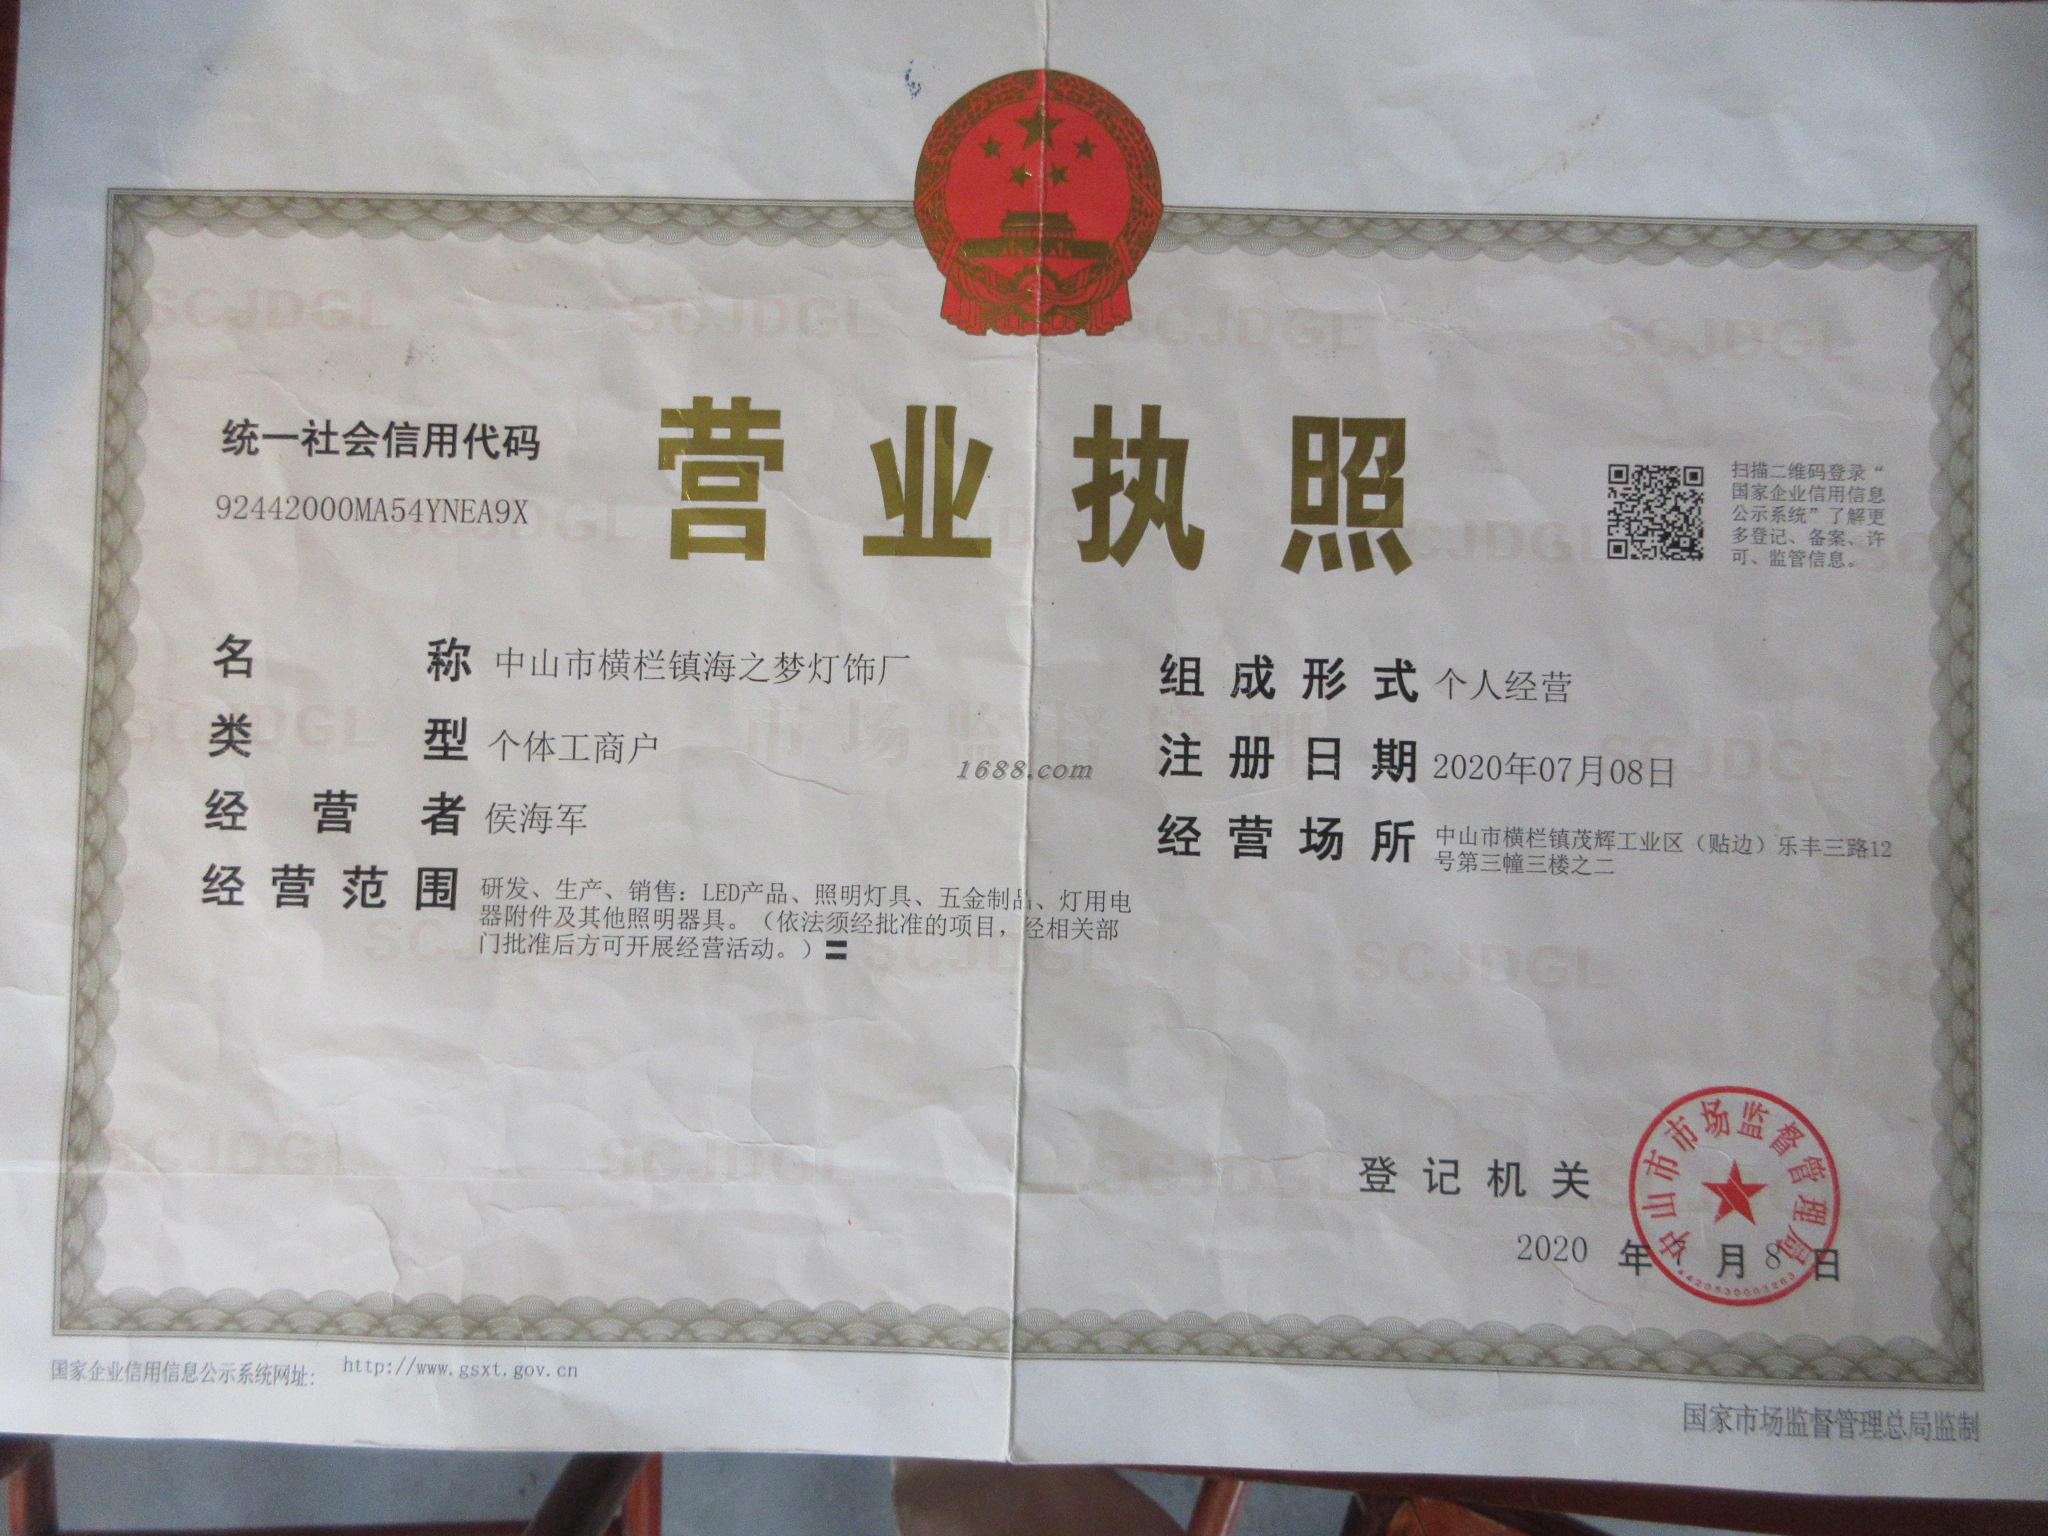 营业执照
统一社会信用代码
92442000MA54YNEA9X
扫描二维码登录“
国家企业信用信息
公示系统”了解更
多登记、备案、许
可、监管信息。
名称 中山市横栏镇海之梦灯饰厂
类型 个体工商户
经营者 侯海军
经营范围 研发、生产、销售：LED产品、照明灯具、五金制品、灯用电
器附件及其他照明器具。（依法须经批准的项目，经相关部
门批准后方可开展经营活动。）〓
组成形式 个人经营
注册日期 2020年07月08日
经营场所 中山市横栏镇茂辉工业区（贴边）乐丰三路12
号第三幢三楼之二
1688.com
登记机关
中山市市场监督管理局
2020 年 7 月 8 日
国家企业信用信息公示系统网址： http://www.gsxt.gov.cn
国家市场监督管理总局监制
SCJDGL SCJDGL SCJDGL SCJDGL